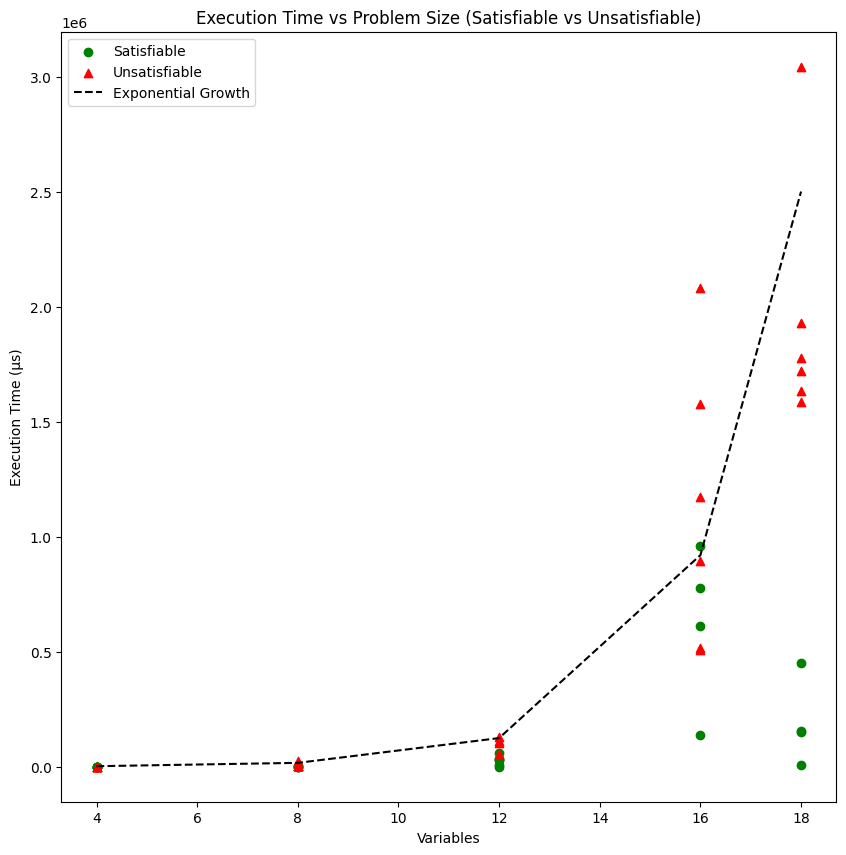 Execution Time vs Problem Size (Satisfiable vs Unsatisfiable)
1e6
Satisfiable
Unsatisfiable
Exponential Growth
3.0
2.5
2.0
1.5
1.0
0.5
0.0
Execution Time (µs)
4 6 8 10 12 14 16 18
Variables